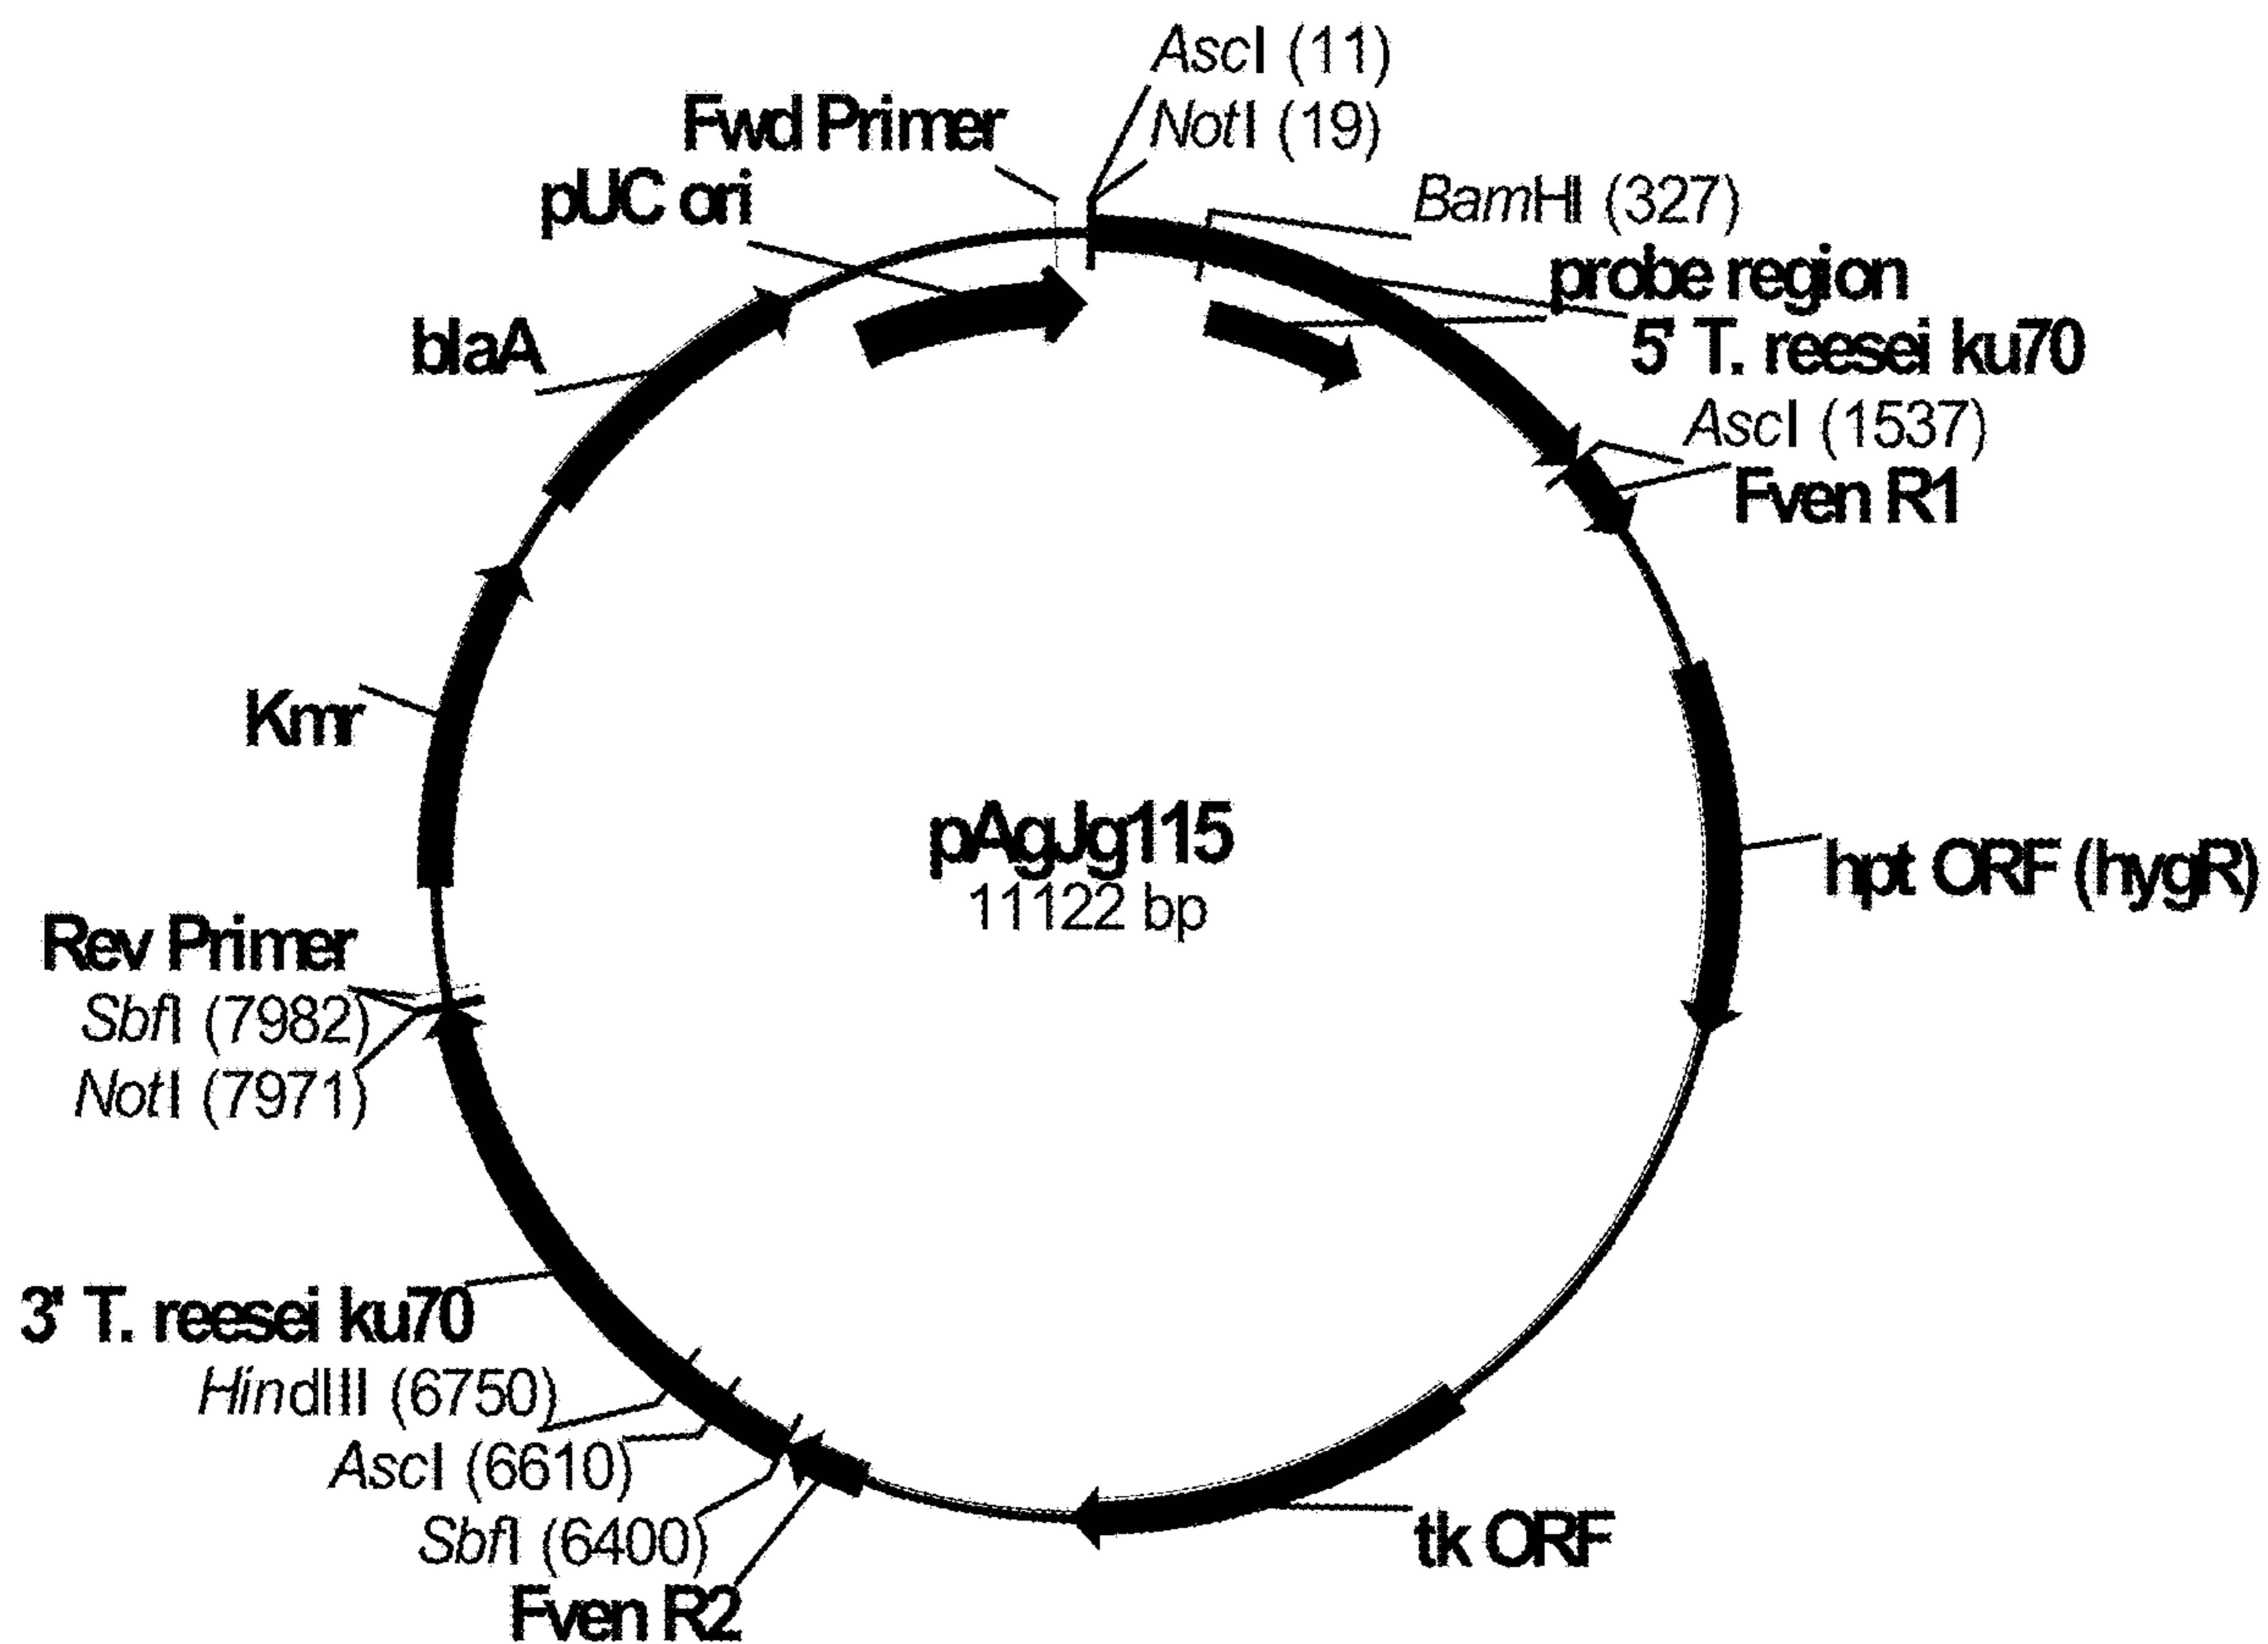 AscI (11)
Fwd Primer
NotI (19)
pUC ori
BamHI (327)
probe region
blaA
5' T. reesei ku70
AscI (1537)
Fven R1
Kmr
pAgJg115
11122 bp
hpt ORF (hygR)
Rev Primer
SbfI (7982)
NotI (7971)
3' T. reesei ku70
HindIII (6750)
AscI (6610)
SbfI (6400)
tk ORF
Fven R2